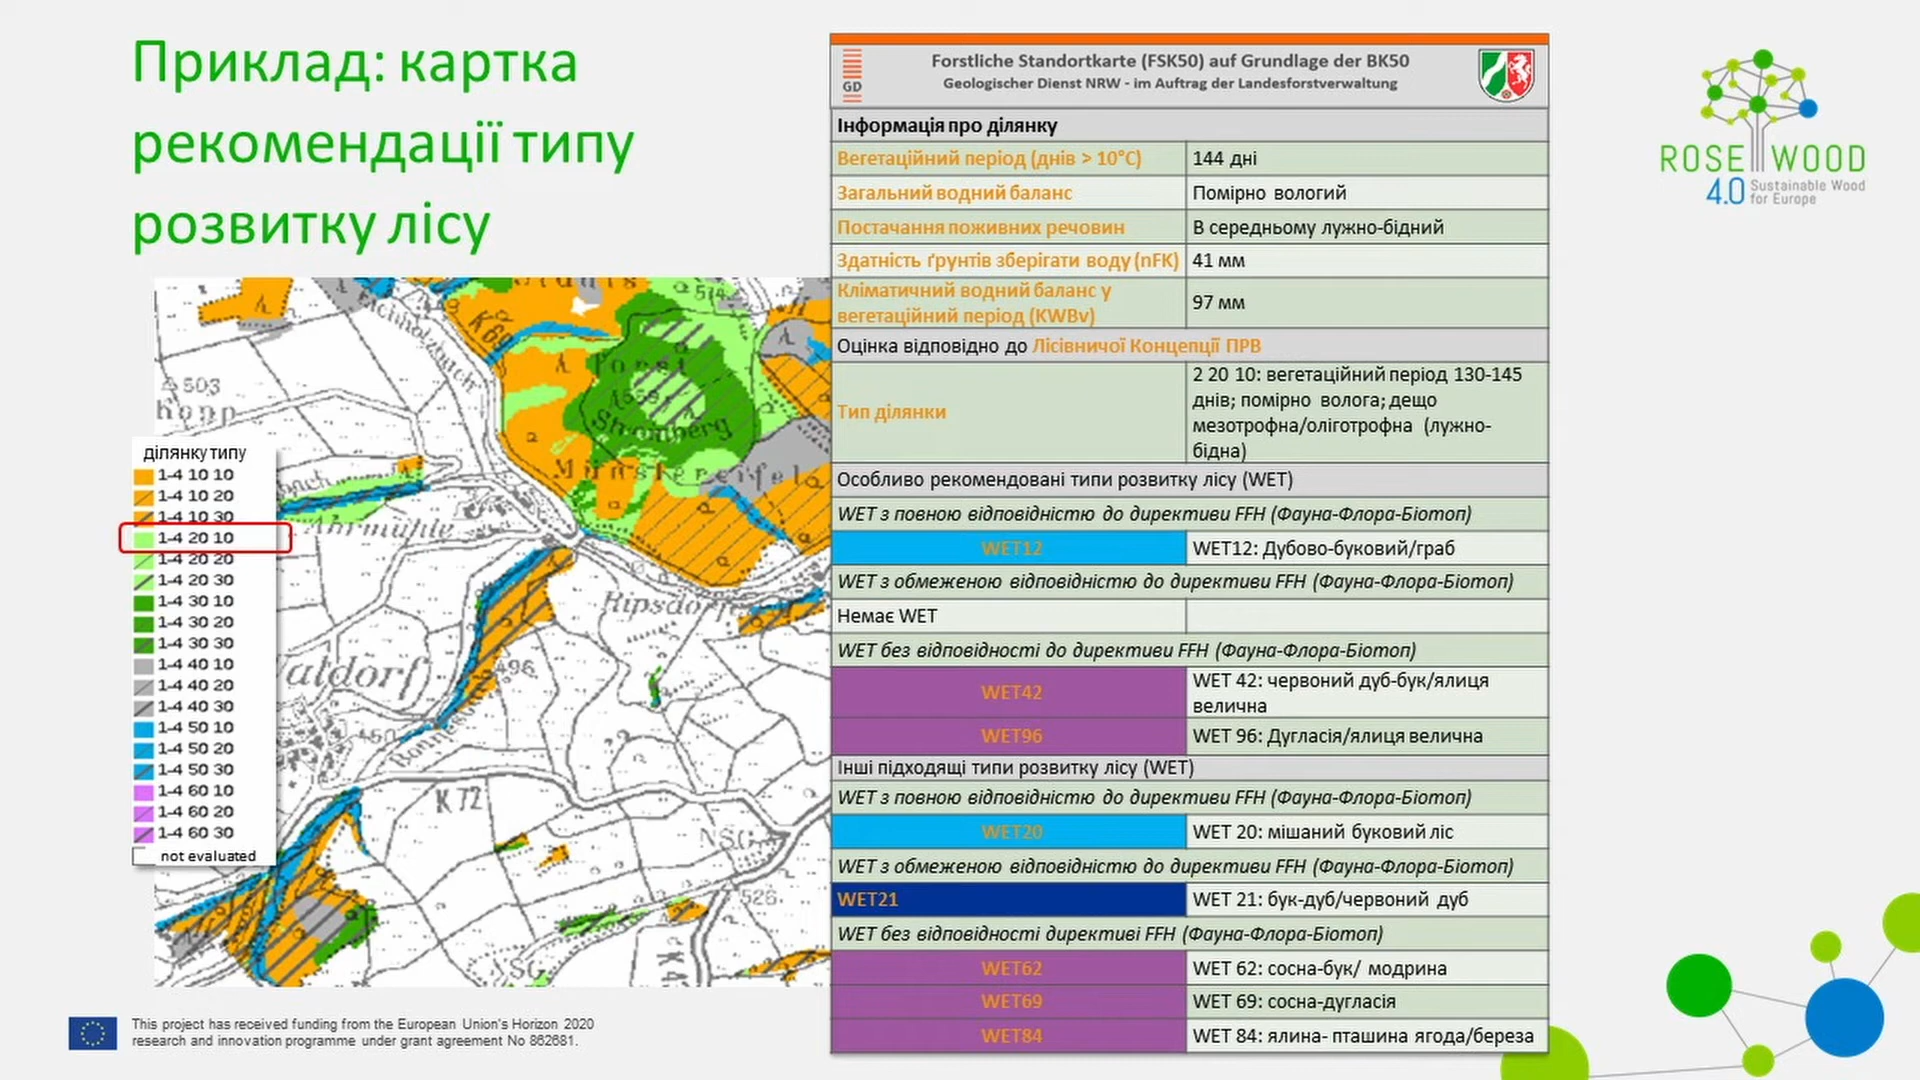 Приклад: картка
рекомендації типу
розвитку лісу
GD
Forstliche Standortkarte (FSK50) auf Grundlage der BK50
Geologischer Dienst NRW - im Auftrag der Landesforstverwaltung
Інформація про ділянку
Вегетаційний період (днів > 10°C) 144 дні
Загальний водний баланс Помірно вологий
Постачання поживних речовин В середньому лужно-бідний
Здатність ґрунтів зберігати воду (nFK) 41 мм
Кліматичний водний баланс у
вегетаційний період (KWBv) 97 мм
Оцінка відповідно до Лісівничої Концепції ПРВ
Тип ділянки
2 20 10: вегетаційний період 130-145
днів; помірно волога; дещо
мезотрофна/оліготрофна (лужно-
бідна)
Особливо рекомендовані типи розвитку лісу (WET)
WET з повною відповідністю до директиви FFH (Фауна-Флора-Біотоп)
WET12 WET12: Дубово-буковий/граб
WET з обмеженою відповідністю до директиви FFH (Фауна-Флора-Біотоп)
Немає WET
WET без відповідності до директиви FFH (Фауна-Флора-Біотоп)
WET42 WET 42: червоний дуб-бук/ялиця
велична
WET96 WET 96: Дугласія/ялиця велична
Інші підходящі типи розвитку лісу (WET)
WET з повною відповідністю до директиви FFH (Фауна-Флора-Біотоп)
WET20 WET 20: мішаний буковий ліс
WET з обмеженою відповідністю до директиви FFH (Фауна-Флора-Біотоп)
WET21 WET 21: бук-дуб/червоний дуб
WET без відповідності директиві FFH (Фауна-Флора-Біотоп)
WET62 WET 62: сосна-бук/ модрина
WET69 WET 69: сосна-дугласія
WET84 WET 84: ялина- пташина ягода/береза
ROSEWOOD
4.0 Sustainable Wood
for Europe
ділянку типу
1-4 10 10
1-4 10 20
1-4 10 30
1-4 20 10
1-4 20 20
1-4 20 30
1-4 30 10
1-4 30 20
1-4 30 30
1-4 40 10
1-4 40 20
1-4 40 30
1-4 50 10
1-4 50 20
1-4 50 30
1-4 60 10
1-4 60 20
1-4 60 30
not evaluated
K69
514
503
Münstereifel
Ahrmühle
Ripsdorf
496
aldorf
K 72
NSG
526
NSG
This project has received funding from the European Union's Horizon 2020
research and innovation programme under grant agreement No 862681.